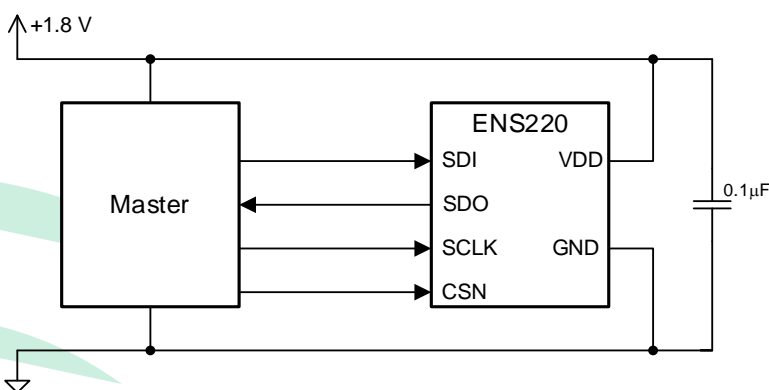 +1.8 V
ENS220
Master
SDI VDD
SDO
SCLK GND
CSN
0.1µF